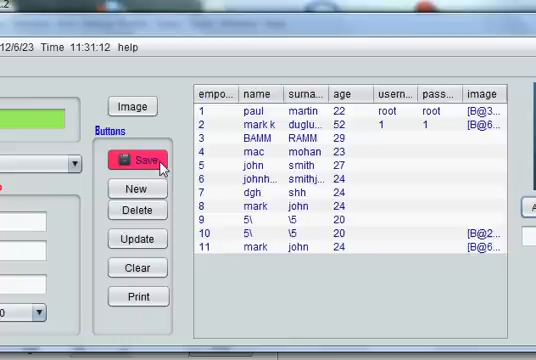 12/6/23 Time 11:31:12 help
Image
Buttons
Save
New
Delete
Update
Clear
Print
0
empo... name surna... age usern... pass... image
1 paul martin 22 root root [B@3...
2 mark k duglu... 52 1 1 [B@6...
3 BAMM RAMM 29
4 mac mohan 23
5 john smith 27
6 johnh... smithj... 24
7 dgh shh 24
8 mark john 24
9 5\ \5 20
10 5\ \5 20 [B@2...
11 mark john 24 [B@6...